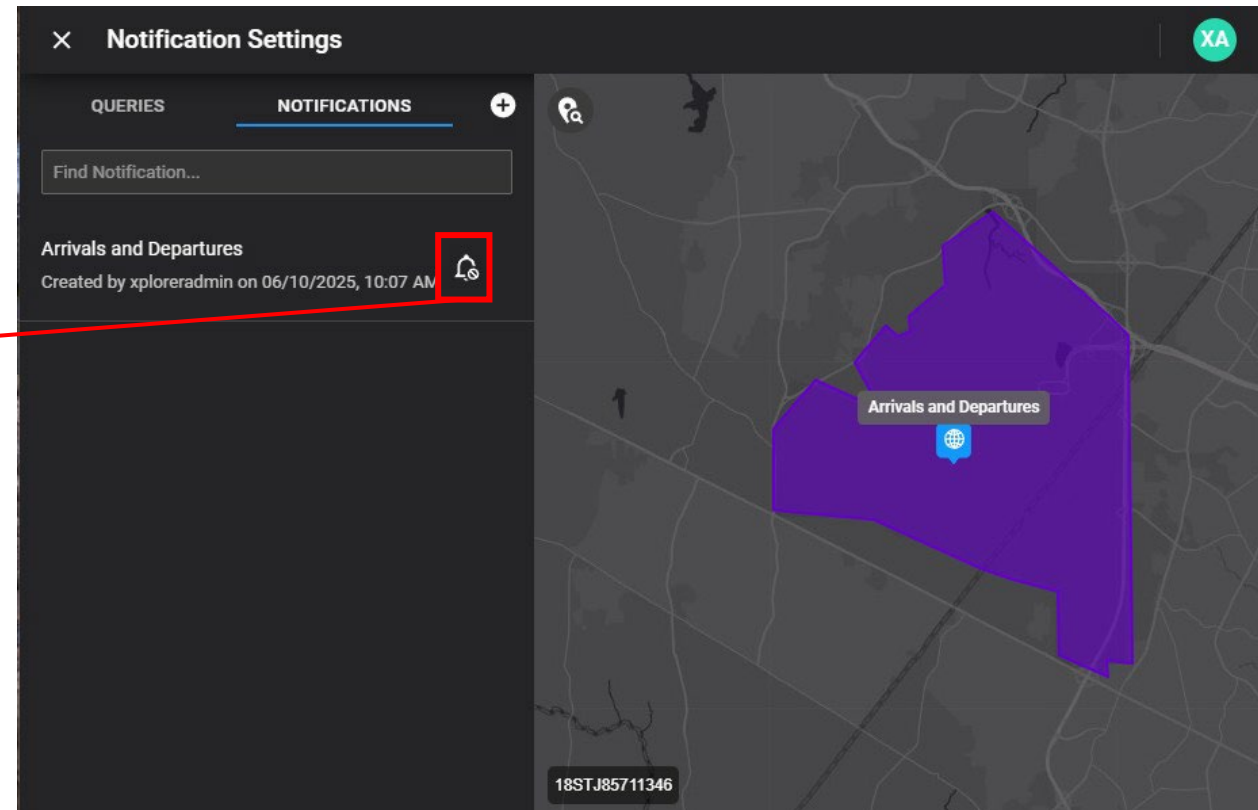 Notification Settings
XA
QUERIES
NOTIFICATIONS
Find Notification...
Arrivals and Departures
Created by xploreradmin on 06/10/2025, 10:07 AM
Arrivals and Departures
18STJ85711346